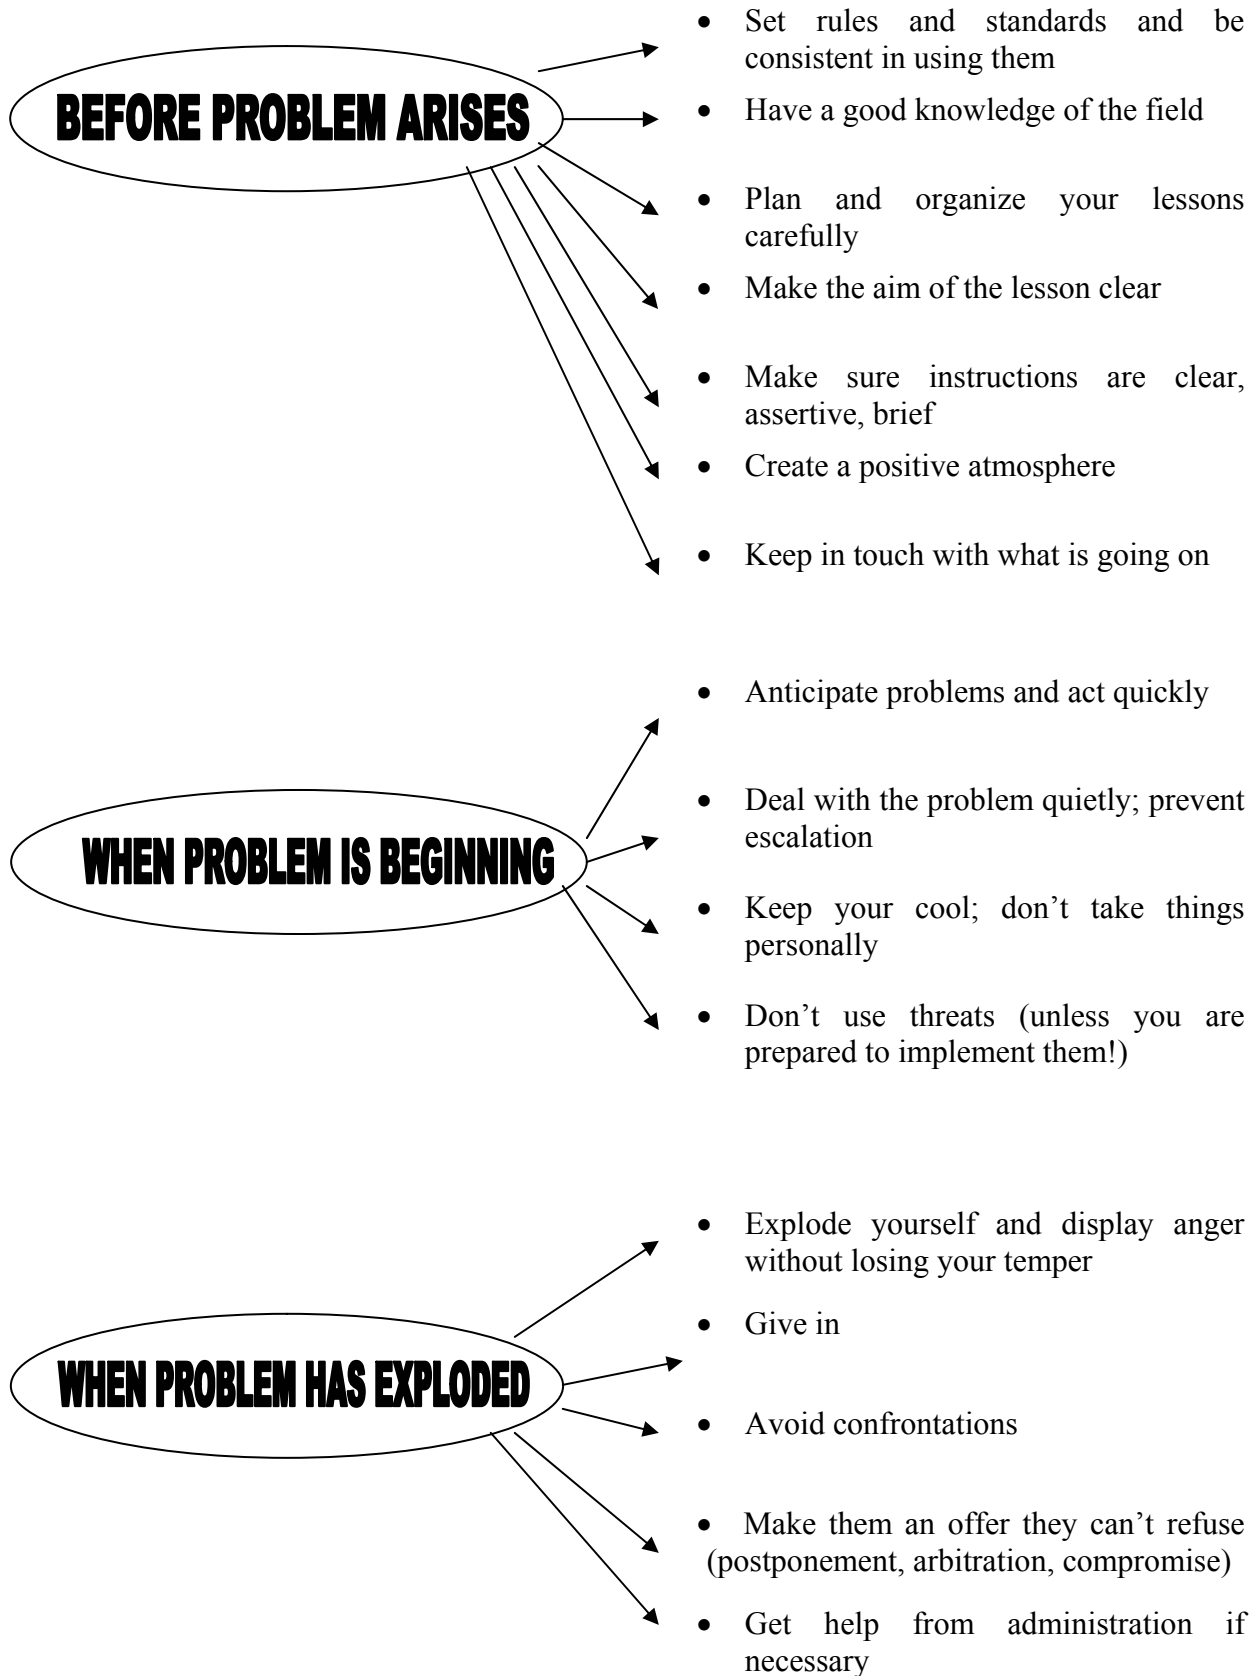 • Set rules and standards and be
consistent in using them
BEFORE PROBLEM ARISES
• Have a good knowledge of the field
• Plan and organize your lessons
carefully
• Make the aim of the lesson clear
• Make sure instructions are clear,
assertive, brief
• Create a positive atmosphere
• Keep in touch with what is going on
• Anticipate problems and act quickly
• Deal with the problem quietly; prevent
escalation
WHEN PROBLEM IS BEGINNING
• Keep your cool; don’t take things
personally
• Don’t use threats (unless you are
prepared to implement them!)
• Explode yourself and display anger
without losing your temper
• Give in
WHEN PROBLEM HAS EXPLODED
• Avoid confrontations
• Make them an offer they can’t refuse
(postponement, arbitration, compromise)
• Get help from administration if
necessary